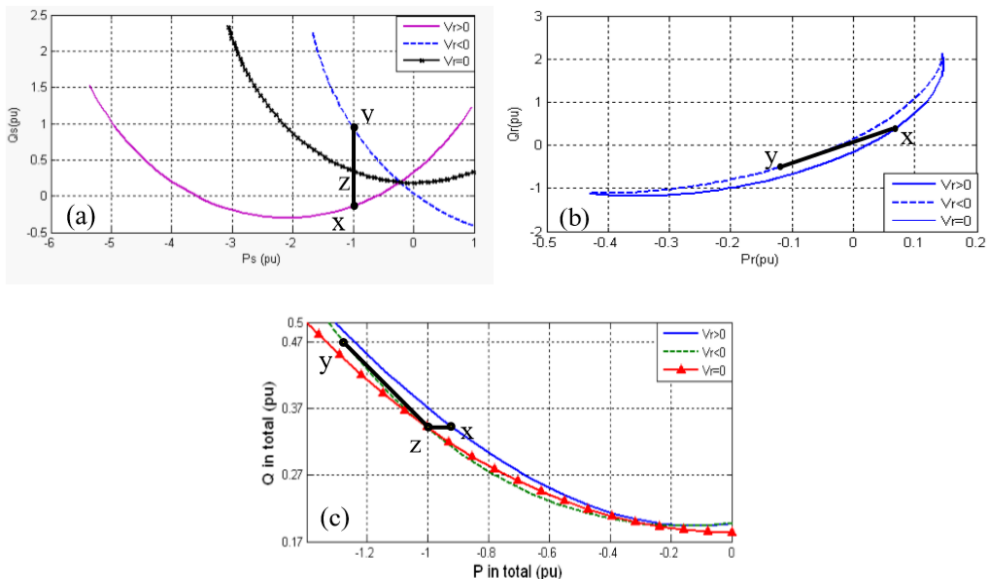 2.5
2
1.5
1
0.5
0
-0.5
-6
-5
-4
-3
-2
-1
0
1
Qs(pu)
Ps (pu)
Vr>0
Vr<0
Vr=0
y
z
x
(a)
3
2
1
0
-1
-2
-0.5
-0.4
-0.3
-0.2
-0.1
0
0.1
0.2
Qr(pu)
Pr(pu)
y
x
Vr>0
Vr<0
Vr=0
(b)
0.5
0.47
0.37
0.27
0.17
-1.2
-1
-0.8
-0.6
-0.4
-0.2
0
Q in total (pu)
P in total (pu)
Vr>0
Vr<0
Vr=0
y
z
x
(c)